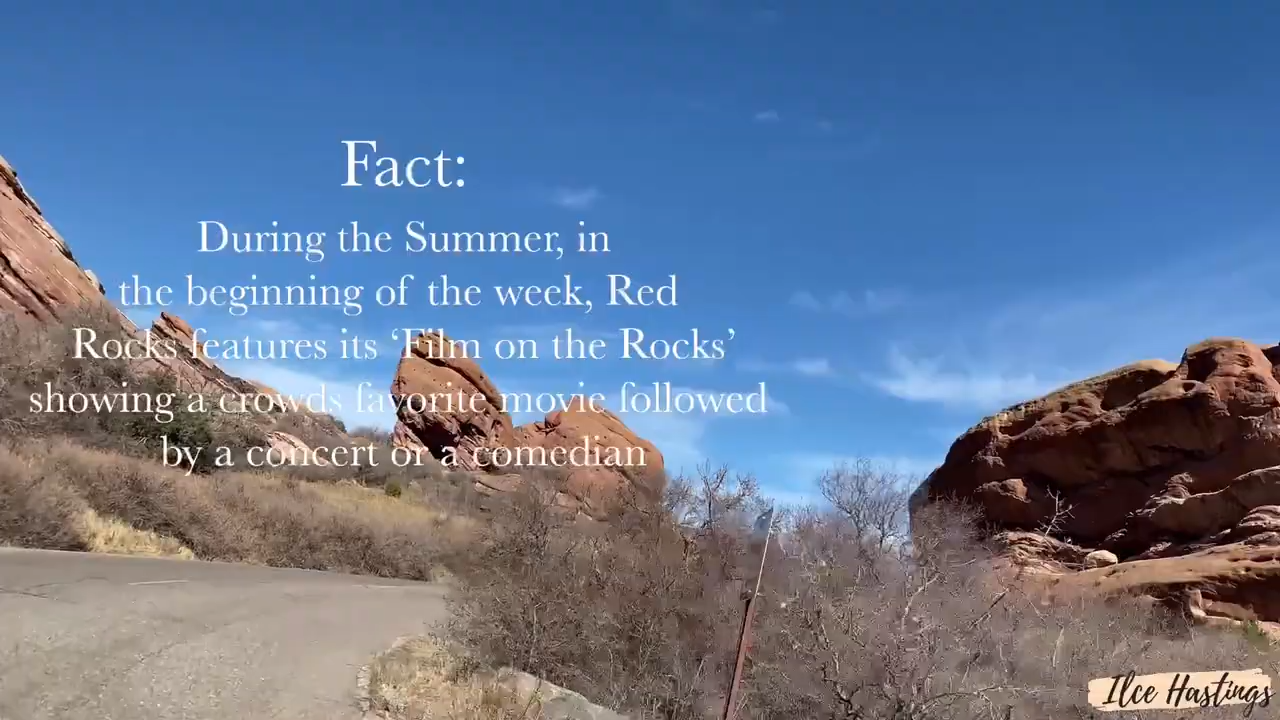 Fact:
During the Summer, in
the beginning of the week, Red
Rocks features its ‘Film on the Rocks’
showing a crowds favorite movie followed
by a concert or a comedian
Ilce Hastings